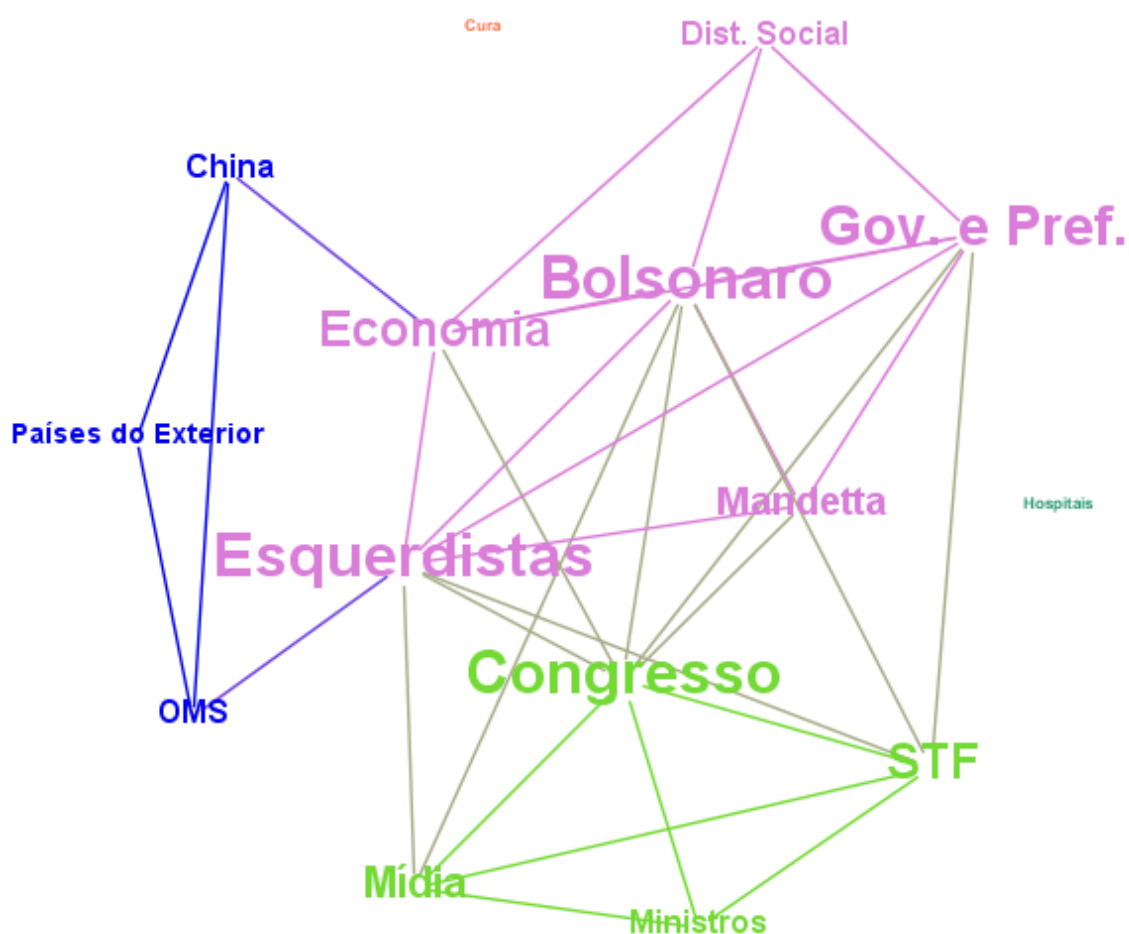 Cura
Dist. Social
China
Gov. e Pref.
Bolsonaro
Economia
Países do Exterior
Mandetta
Hospitais
Esquerdistas
Congresso
OMS
STF
Mídia
Ministros